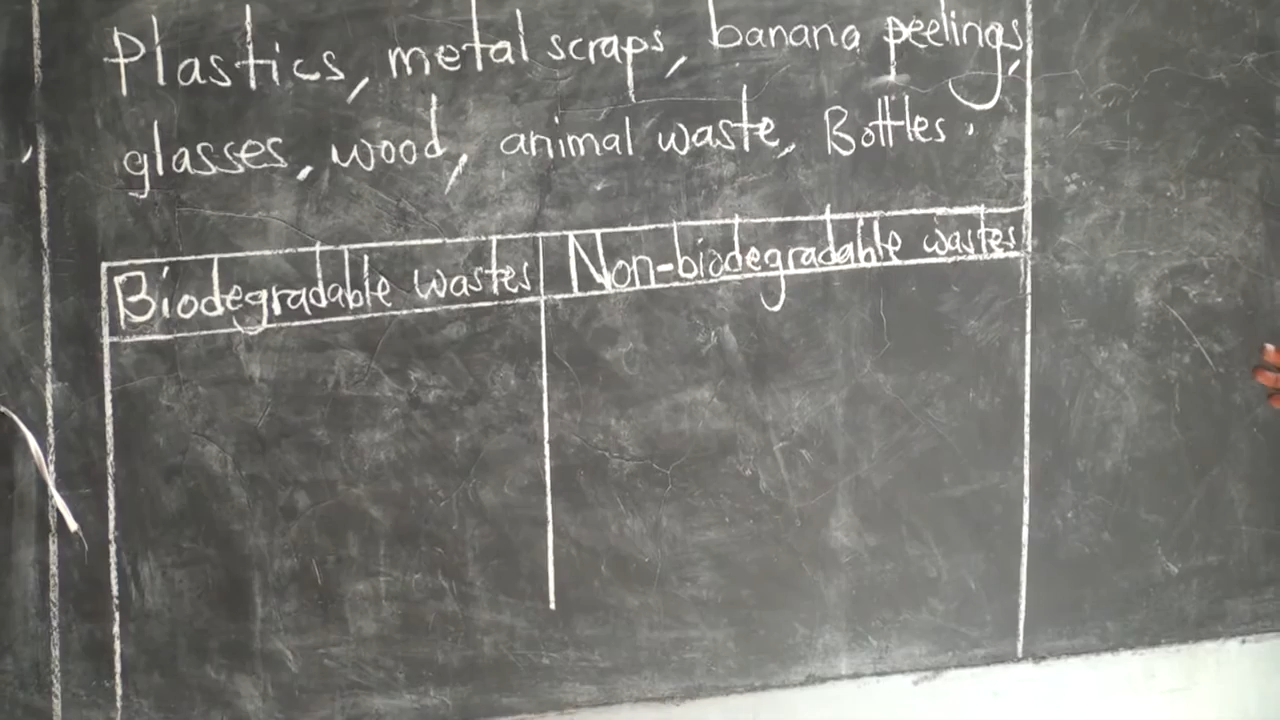 Plastics, metal scraps, banana peelings,
glasses, wood, animal waste, Bottles.
Biodegradable wastes
Non-biodegradable wastes